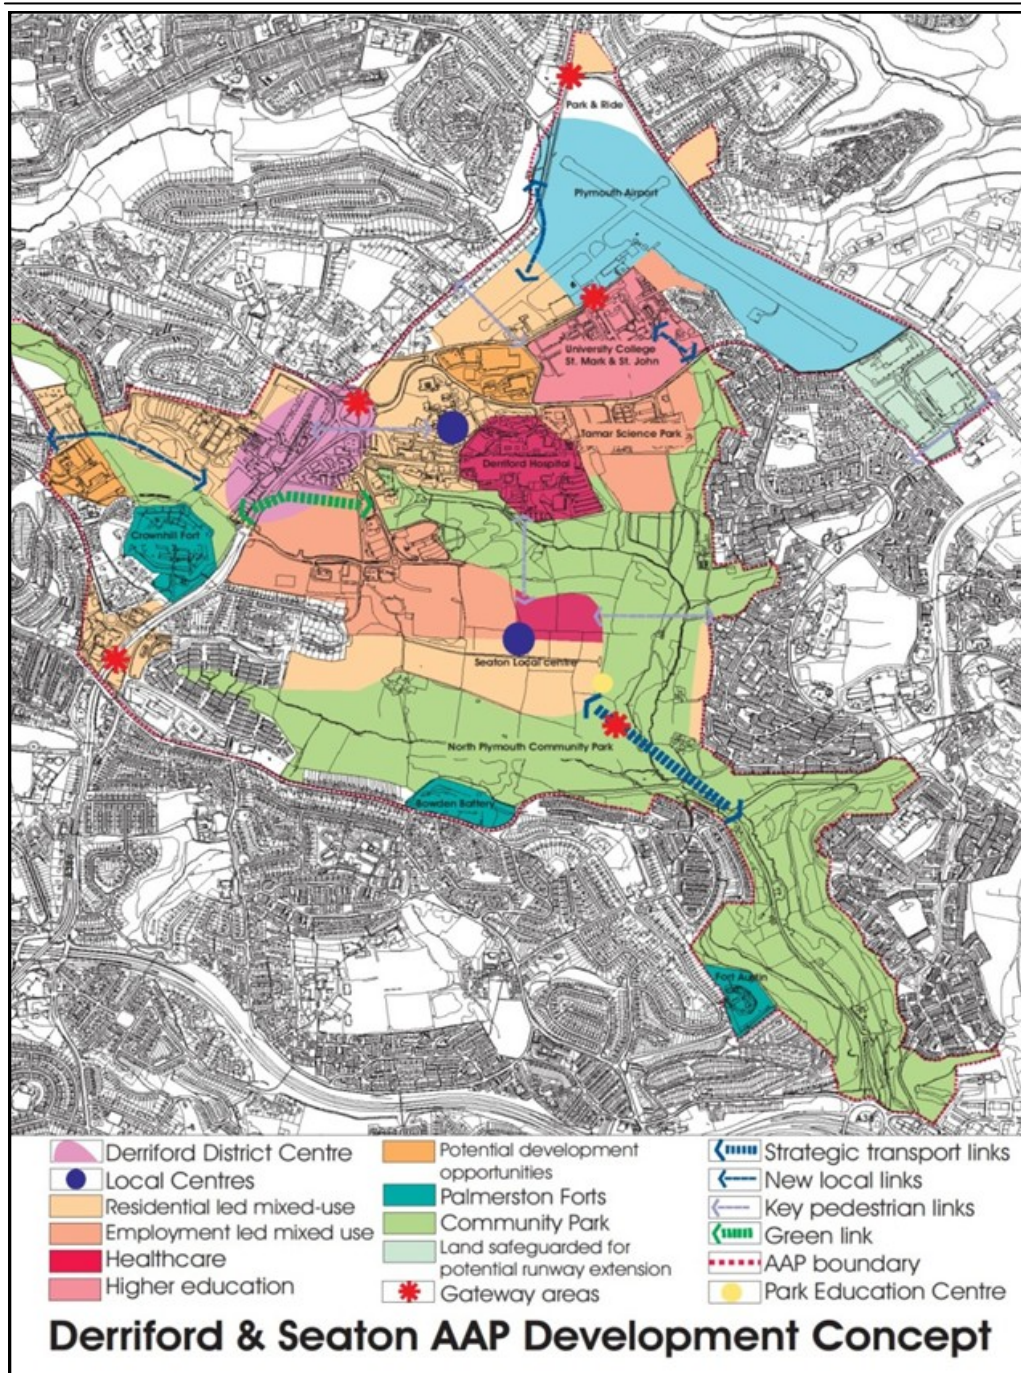 Park & Ride
Plymouth Airport
University College
St. Mark & St. John
Tamar Science Park
Derriford Hospital
Crownhill Fort
Seaton Local centre
North Plymouth Community Park
Bowden Battery
Fort Austin
A38
Derriford District Centre
Local Centres
Residential led mixed-use
Employment led mixed use
Healthcare
Higher education
Potential development
opportunities
Palmerston Forts
Community Park
Land safeguarded for
potential runway extension
Gateway areas
Strategic transport links
New local links
Key pedestrian links
Green link
AAP boundary
Park Education Centre
Derriford & Seaton AAP Development Concept